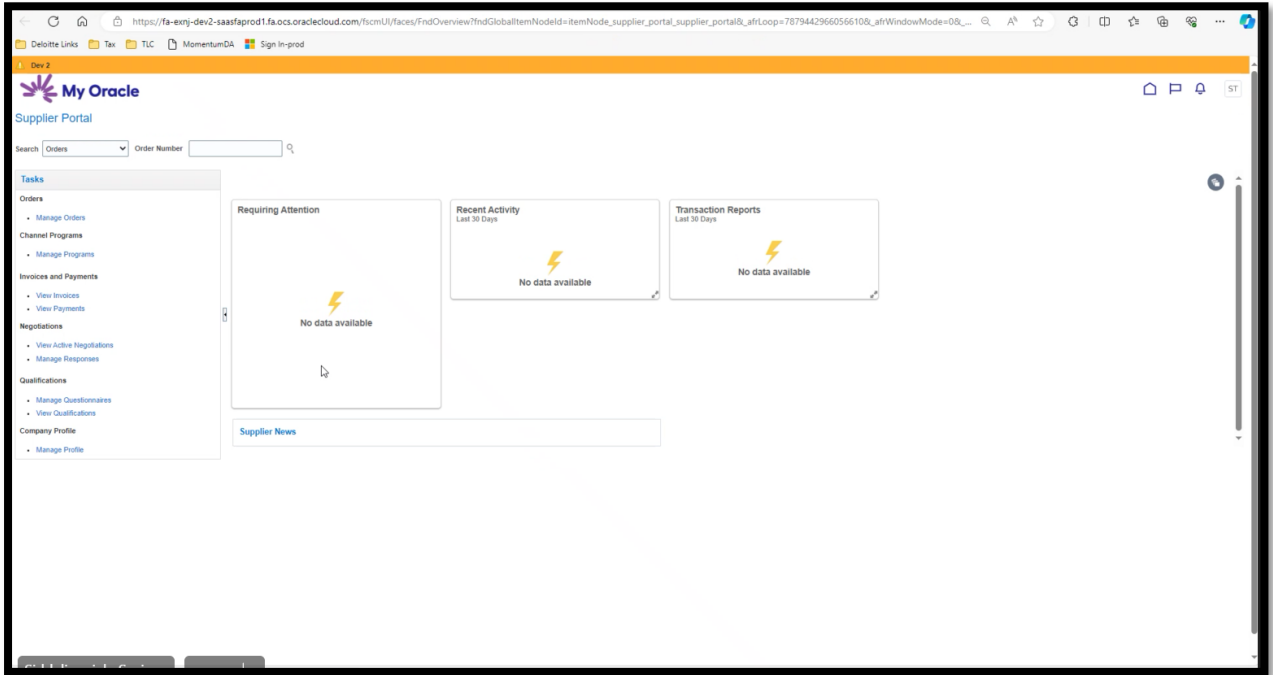 https://fa-exnj-dev2-saasfaprod1.fa.ocs.oraclecloud.com/fscmUI/faces/FndOverview?fndGlobalItemNodeId=itemNode_supplier_portal_supplier_portal&_afrLoop=7879442966056610&_afrWindowMode=0&_...
Deloitte Links Tax TLC MomentumDA Sign In-prod
Dev 2
My Oracle
ST
Supplier Portal
Search Orders Order Number
Tasks
Orders
Manage Orders
Channel Programs
Manage Programs
Invoices and Payments
View Invoices
View Payments
Negotiations
View Active Negotiations
Manage Responses
Qualifications
Manage Questionnaires
View Qualifications
Company Profile
Manage Profile
Requiring Attention
No data available
Recent Activity
Last 30 Days
No data available
Transaction Reports
Last 30 Days
No data available
Supplier News